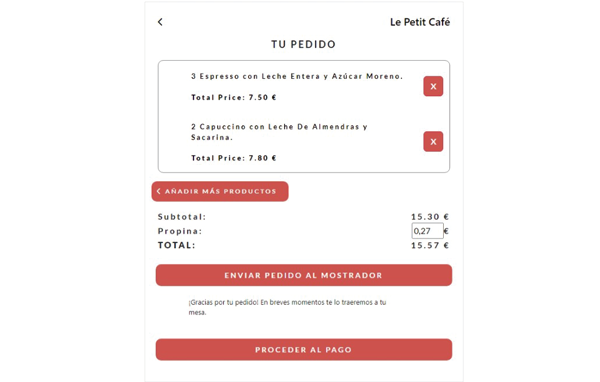 Le Petit Café
TU PEDIDO
3 Espresso con Leche Entera y Azúcar Moreno.
Total Price: 7.50 €
X
2 Capuccino con Leche De Almendras y
Sacarina.
Total Price: 7.80 €
X
AÑADIR MÁS PRODUCTOS
Subtotal: 15.30 €
Propina: 0,27 €
TOTAL: 15.57 €
ENVIAR PEDIDO AL MOSTRADOR
¡Gracias por tu pedido! En breves momentos te lo traeremos a tu
mesa.
PROCEDER AL PAGO